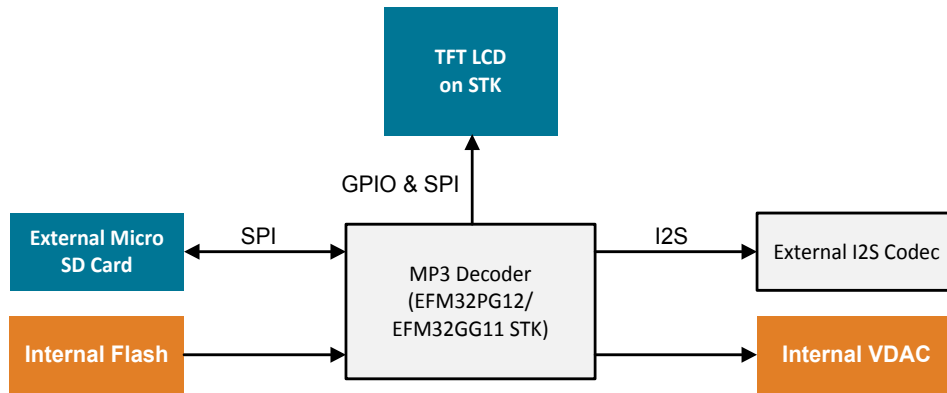 TFT LCD
on STK
GPIO & SPI
External Micro
SD Card
SPI
MP3 Decoder
(EFM32PG12/
EFM32GG11 STK)
I2S
External I2S Codec
Internal Flash
Internal VDAC